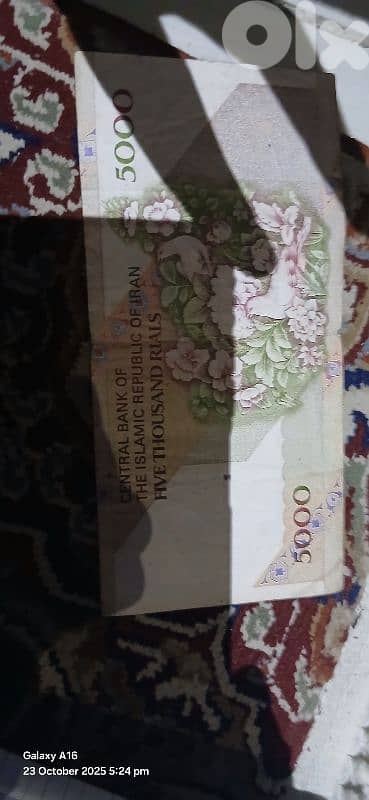 olx
5000
CENTRAL BANK OF
THE ISLAMIC REPUBLIC OF IRAN
FIVE THOUSAND RIALS
5000
Galaxy A16
23 October 2025 5:24 pm